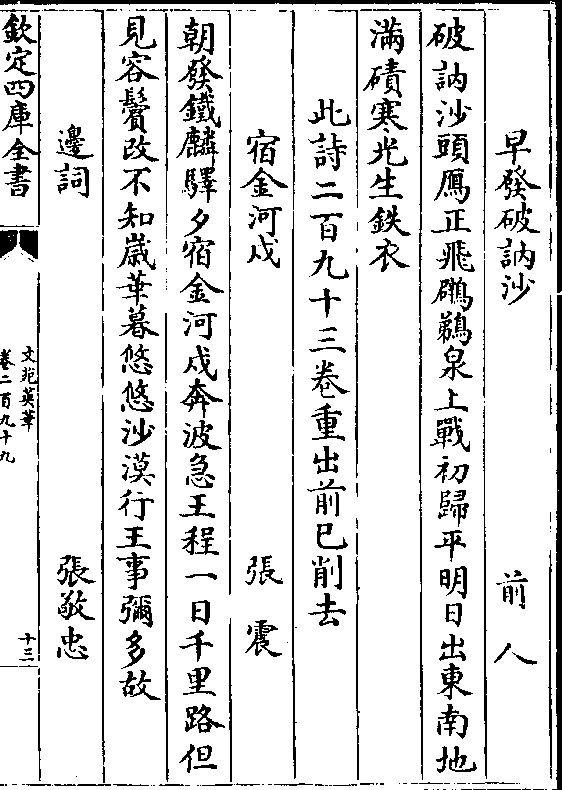 早發破訥沙 前人
破訥沙頭鴈正飛鸊鵜泉上戰初歸平明日出東南地
滿磧寒光生鉄衣
此詩二百九十三卷重出前已削去
宿金河戍 張震
朝發鐵麟驛夕宿金河戍奔波急王程一日千里路但
見容鬢改不知歳華暮悠悠沙漠行王事彌多故
邊詞 張敬忠
欽定四庫全書
文苑英華
卷二百九十九
十三